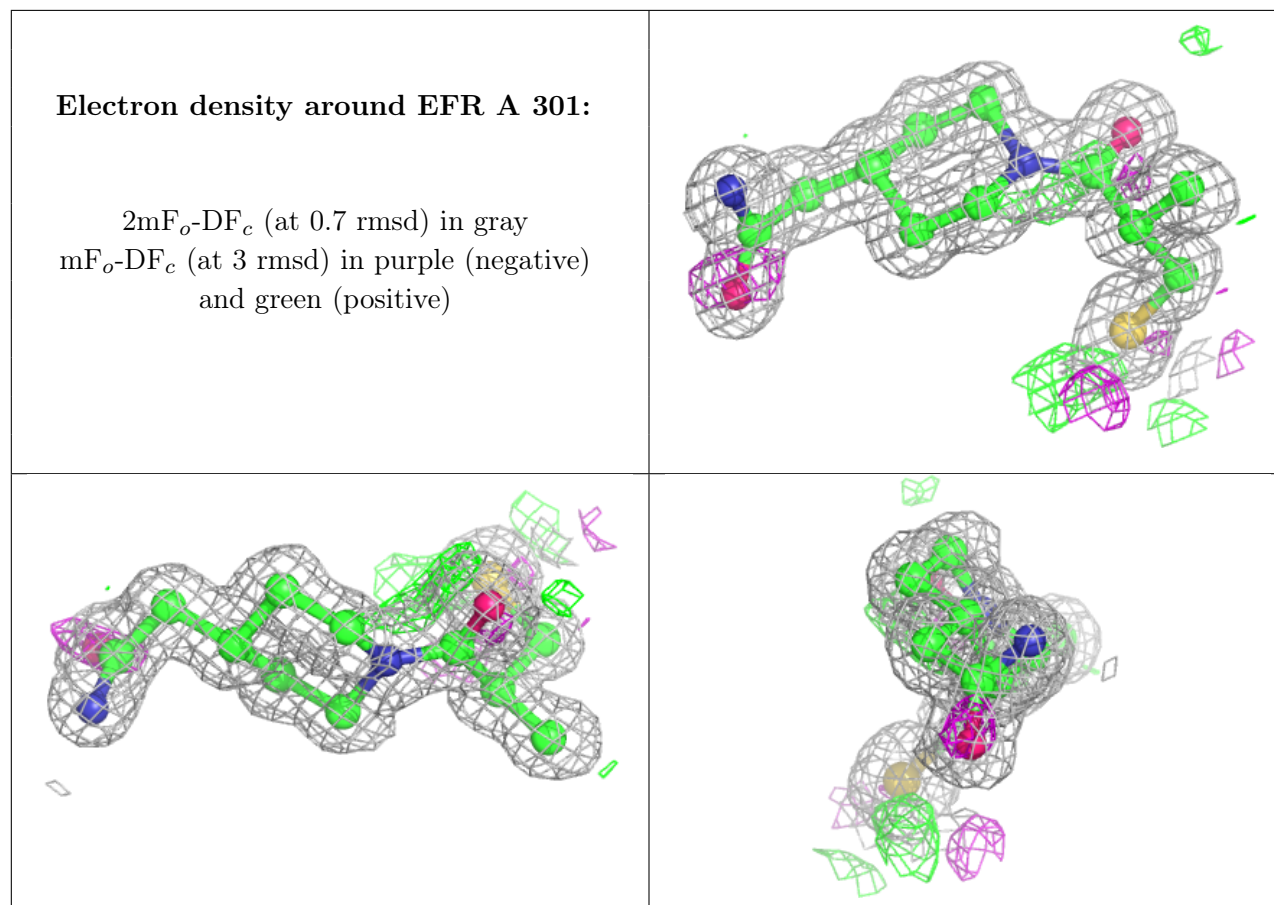 Electron density around EFR A 301:
2mFo-DFc (at 0.7 rmsd) in gray
mFo-DFc (at 3 rmsd) in purple (negative)
and green (positive)